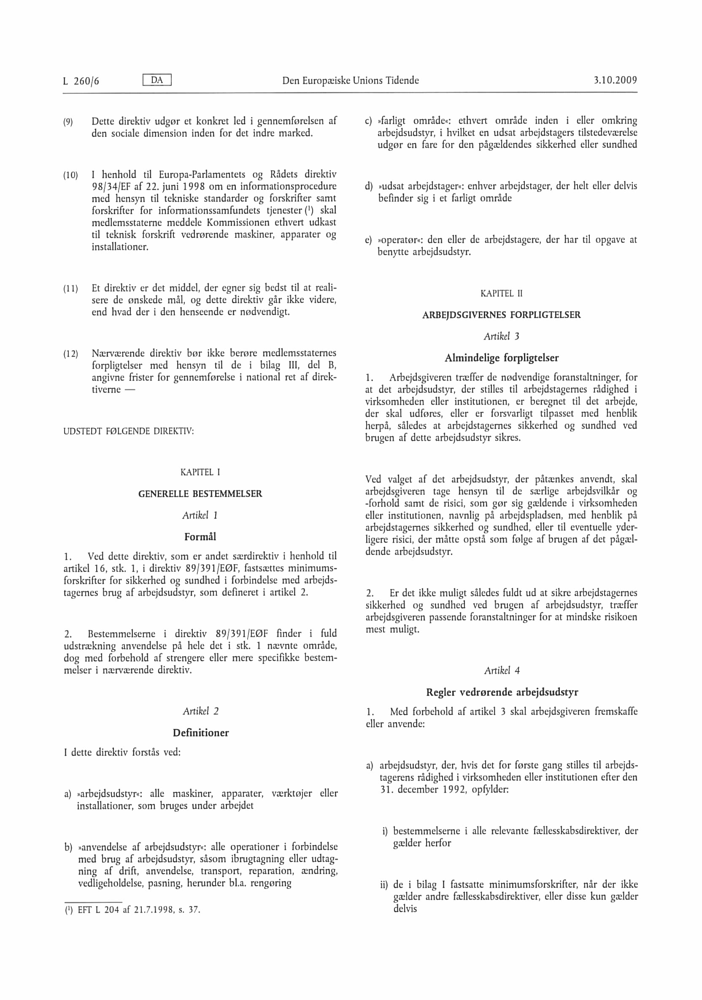 L 260/6 DA Den Europæiske Unions Tidende 3.10.2009
(9) Dette direktiv udgør et konkret led i gennemførelsen af
den sociale dimension inden for det indre marked.
(10) I henhold til Europa-Parlamentets og Rådets direktiv
98/34/EF af 22. juni 1998 om en informationsprocedure
med hensyn til tekniske standarder og forskrifter samt
forskrifter for informationssamfundets tjenester (¹) skal
medlemsstaterne meddele Kommissionen ethvert udkast
til teknisk forskrift vedrørende maskiner, apparater og
installationer.
(11) Et direktiv er det middel, der egner sig bedst til at reali-
sere de ønskede mål, og dette direktiv går ikke videre,
end hvad der i den henseende er nødvendigt.
(12) Nærværende direktiv bør ikke berøre medlemsstaternes
forpligtelser med hensyn til de i bilag III, del B,
angivne frister for gennemførelse i national ret af direk-
tiverne —
UDSTEDT FØLGENDE DIREKTIV:
KAPITEL I
GENERELLE BESTEMMELSER
Artikel 1
Formål
1. Ved dette direktiv, som er andet særdirektiv i henhold til
artikel 16, stk. 1, i direktiv 89/391/EØF, fastsættes minimums-
forskrifter for sikkerhed og sundhed i forbindelse med arbejds-
tagernes brug af arbejdsudstyr, som defineret i artikel 2.
2. Bestemmelserne i direktiv 89/391/EØF finder i fuld
udstrækning anvendelse på hele det i stk. 1 nævnte område,
dog med forbehold af strengere eller mere specifikke bestem-
melser i nærværende direktiv.
Artikel 2
Definitioner
I dette direktiv forstås ved:
a) »arbejdsudstyr«: alle maskiner, apparater, værktøjer eller
installationer, som bruges under arbejdet
b) »anvendelse af arbejdsudstyr«: alle operationer i forbindelse
med brug af arbejdsudstyr, såsom ibrugtagning eller udtag-
ning af drift, anvendelse, transport, reparation, ændring,
vedligeholdelse, pasning, herunder bl.a. rengøring
(¹) EFT L 204 af 21.7.1998, s. 37.
c) »farligt område«: ethvert område inden i eller omkring
arbejdsudstyr, i hvilket en udsat arbejdstagers tilstedeværelse
udgør en fare for den pågældendes sikkerhed eller sundhed
d) »udsat arbejdstager«: enhver arbejdstager, der helt eller delvis
befinder sig i et farligt område
e) »operatør«: den eller de arbejdstagere, der har til opgave at
benytte arbejdsudstyr.
KAPITEL II
ARBEJDSGIVERNES FORPLIGTELSER
Artikel 3
Almindelige forpligtelser
1. Arbejdsgiveren træffer de nødvendige foranstaltninger, for
at det arbejdsudstyr, der stilles til arbejdstagernes rådighed i
virksomheden eller institutionen, er beregnet til det arbejde,
der skal udføres, eller er forsvarligt tilpasset med henblik
herpå, således at arbejdstagernes sikkerhed og sundhed ved
brugen af dette arbejdsudstyr sikres.
Ved valget af det arbejdsudstyr, der påtænkes anvendt, skal
arbejdsgiveren tage hensyn til de særlige arbejdsvilkår og
-forhold samt de risici, som gør sig gældende i virksomheden
eller institutionen, navnlig på arbejdspladsen, med henblik på
arbejdstagernes sikkerhed og sundhed, eller til eventuelle yder-
ligere risici, der måtte opstå som følge af brugen af det pågæl-
dende arbejdsudstyr.
2. Er det ikke muligt således fuldt ud at sikre arbejdstagernes
sikkerhed og sundhed ved brugen af arbejdsudstyr, træffer
arbejdsgiveren passende foranstaltninger for at mindske risikoen
mest muligt.
Artikel 4
Regler vedrørende arbejdsudstyr
1. Med forbehold af artikel 3 skal arbejdsgiveren fremskaffe
eller anvende:
a) arbejdsudstyr, der, hvis det for første gang stilles til arbejds-
tagerens rådighed i virksomheden eller institutionen efter den
31. december 1992, opfylder:
i) bestemmelserne i alle relevante fællesskabsdirektiver, der
gælder herfor
ii) de i bilag I fastsatte minimumsforskrifter, når der ikke
gælder andre fællesskabsdirektiver, eller disse kun gælder
delvis